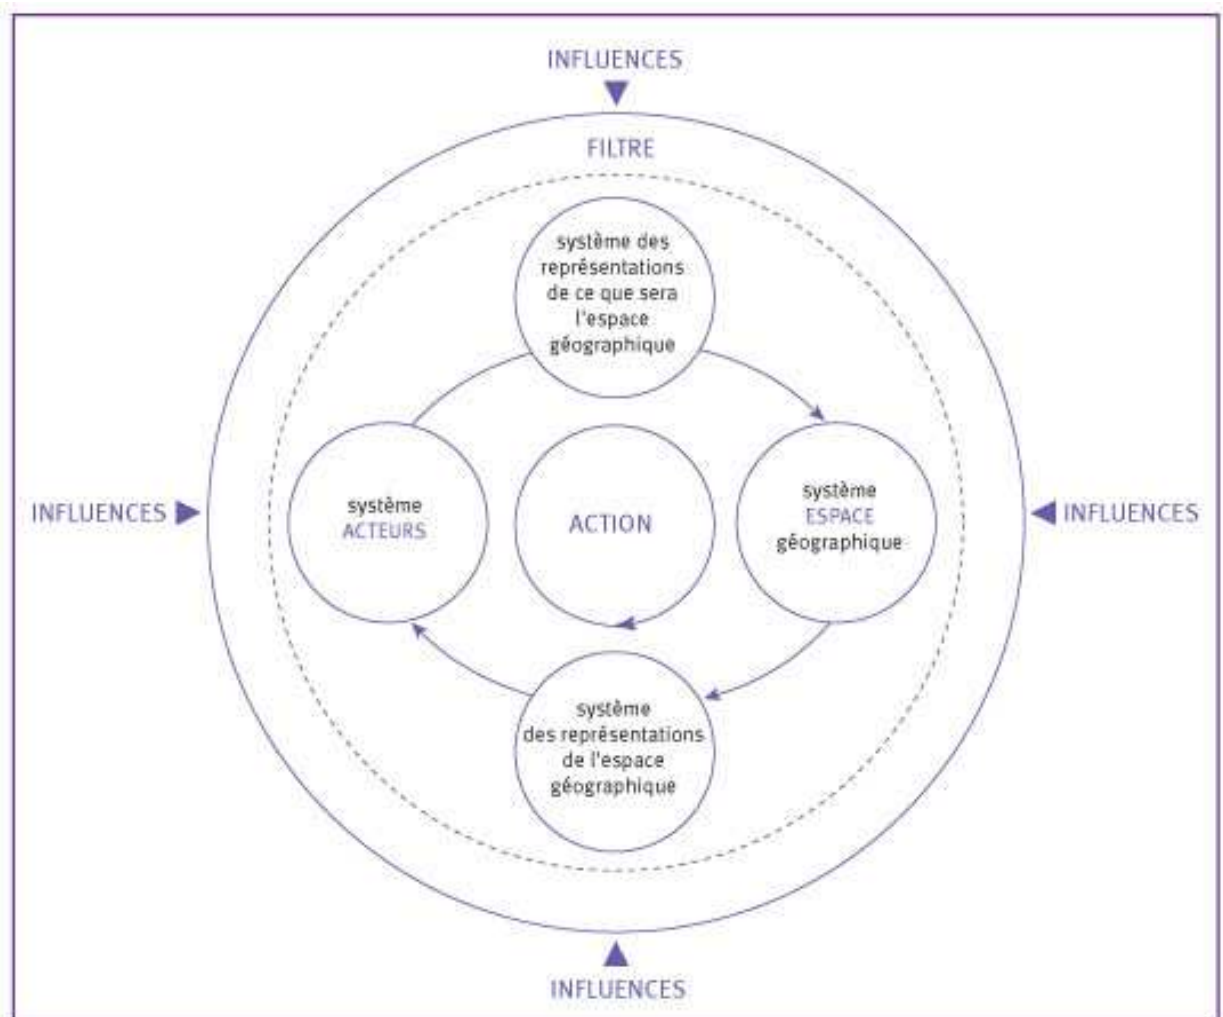 INFLUENCES
FILTRE
système des
représentations
de ce que sera
l'espace
géographique
système
ACTEURS
ACTION
système
ESPACE
géographique
INFLUENCES
INFLUENCES
système
des représentations
de l'espace
géographique
INFLUENCES